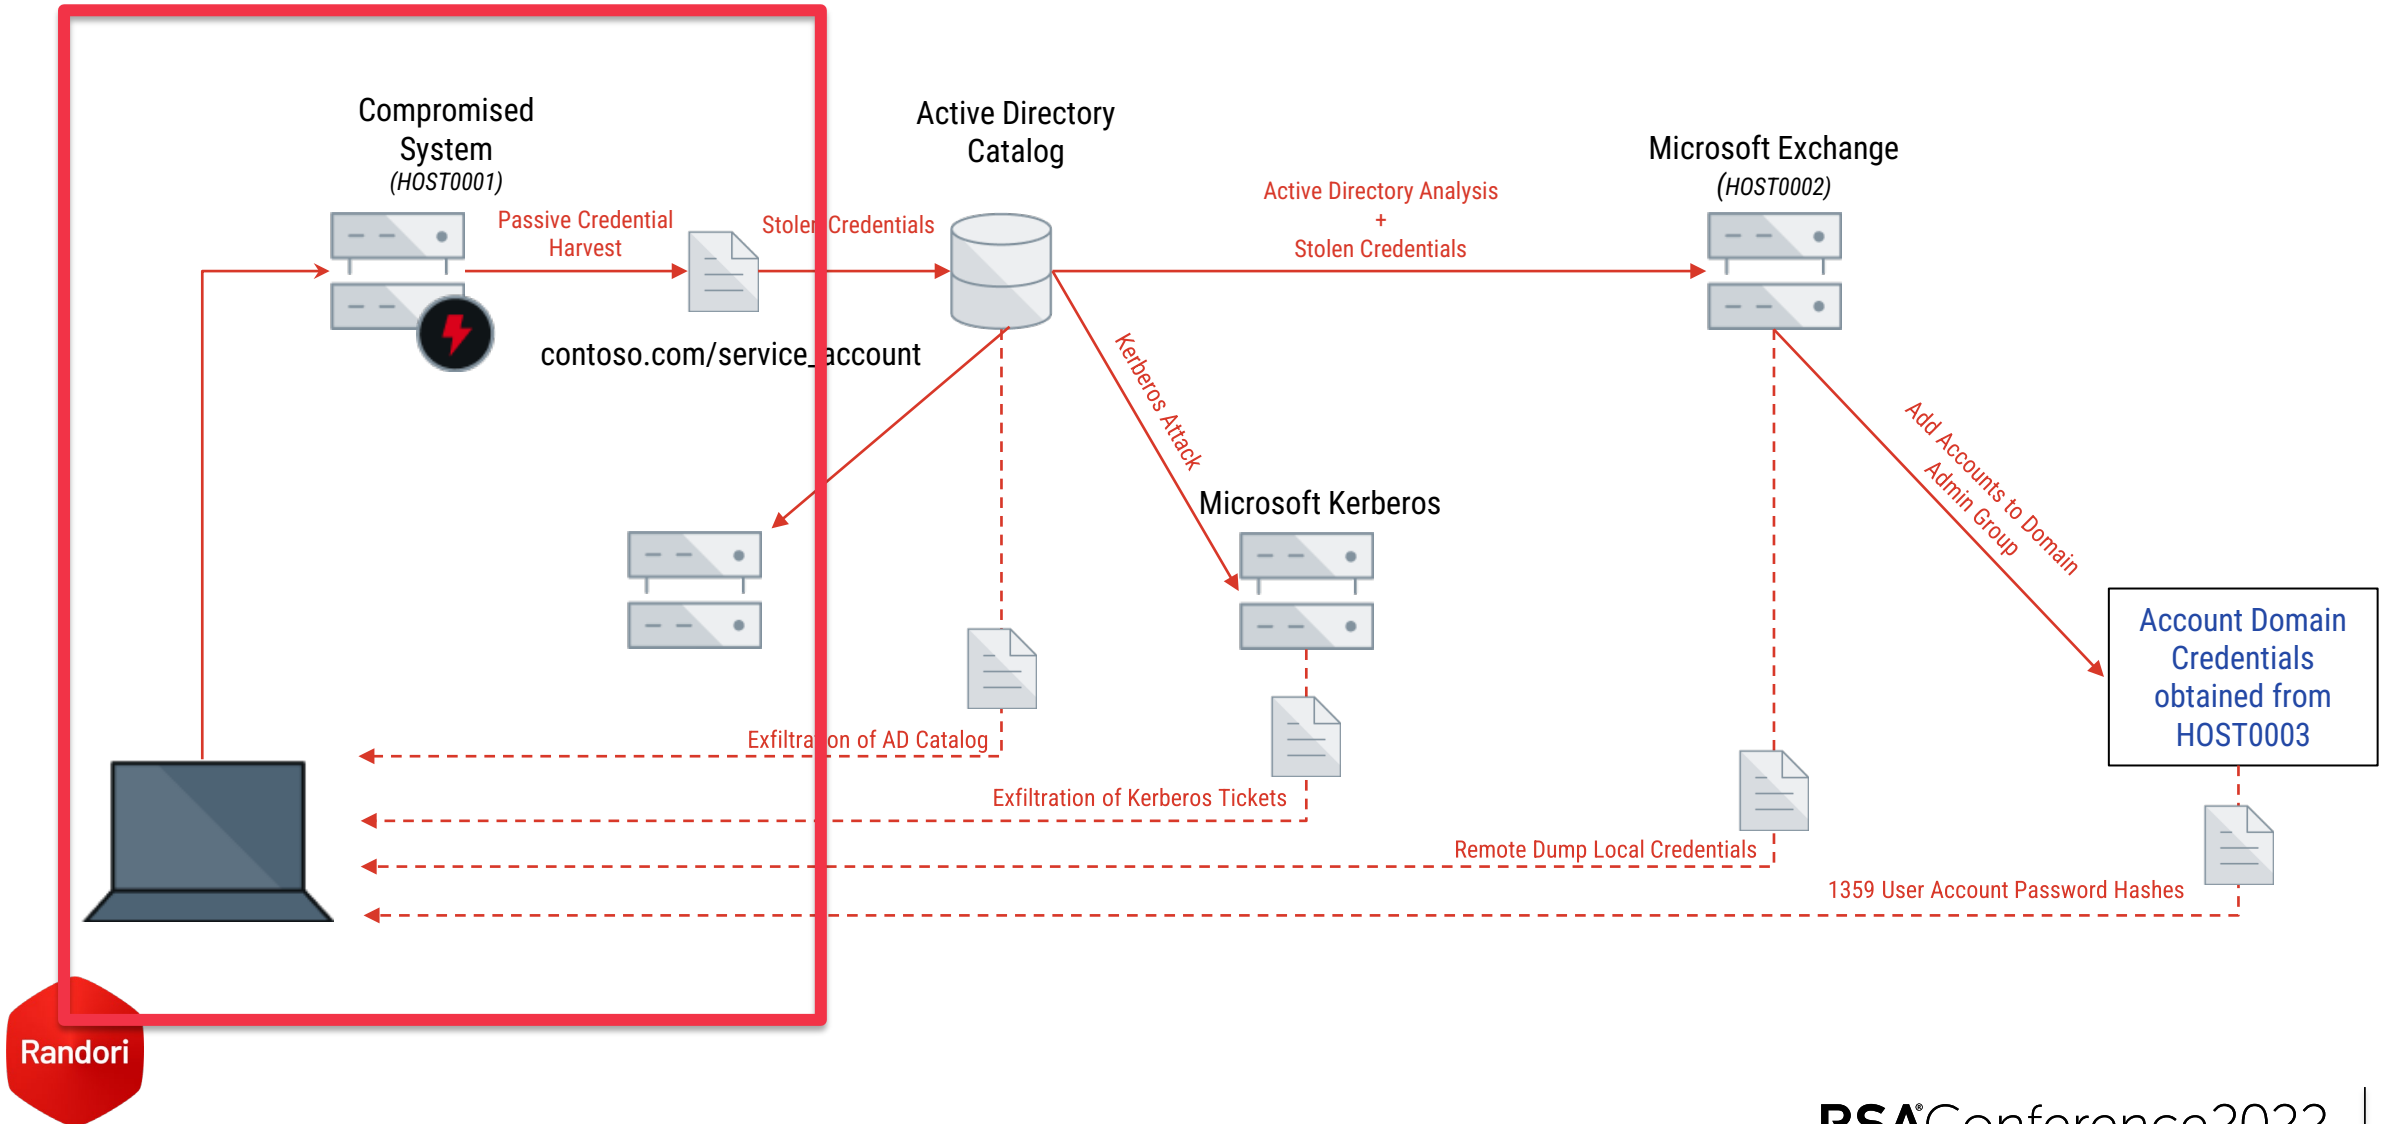 Compromised
System
(HOST0001)
Passive Credential
Harvest
Stolen Credentials
contoso.com/service_account
Active Directory
Catalog
Active Directory Analysis
+
Stolen Credentials
Microsoft Exchange
(HOST0002)
Kerberos Attack
Microsoft Kerberos
Add Accounts to Domain
Admin Group
Account Domain
Credentials
obtained from
HOST0003
Exfiltration of AD Catalog
Exfiltration of Kerberos Tickets
Remote Dump Local Credentials
1359 User Account Password Hashes
Randori
RSA®Conference2022